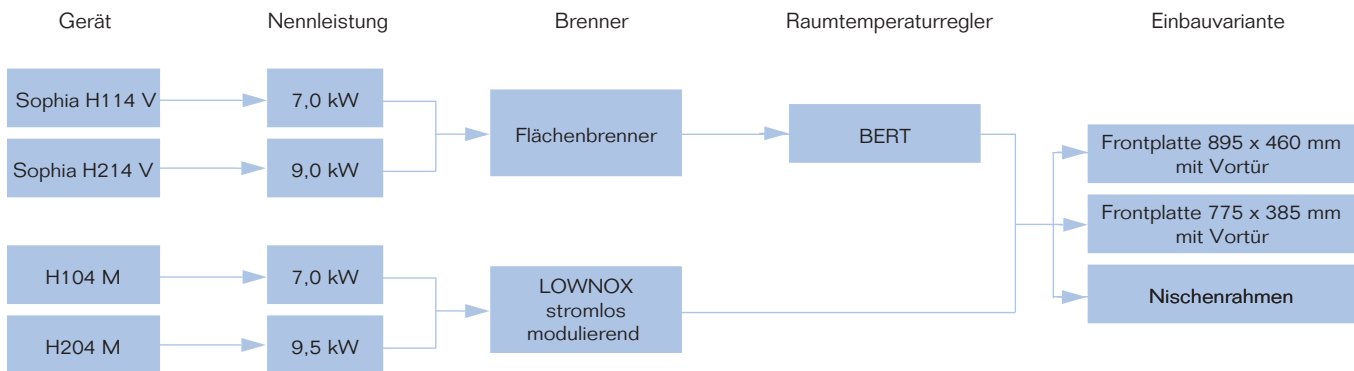 Gerät
Nennleistung
Brenner
Raumtemperaturregler
Einbauvariante
Sophia H114 V
7,0 kW
Sophia H214 V
9,0 kW
Flächenbrenner
BERT
Frontplatte 895 x 460 mm
mit Vortür
Frontplatte 775 x 385 mm
mit Vortür
Nischenrahmen
H104 M
7,0 kW
H204 M
9,5 kW
LOWNOX
stromlos
modulierend